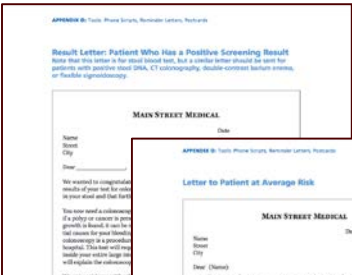 APPENDIX D: Tools: Phone Scripts, Reminder Letters, Postcards
Result Letter: Patient Who Has a Positive Screening Result
Note that this letter is for stool blood test, but a similar letter should be sent for
patients with positive stool DNA, CT colonography, double-contrast barium enema,
or flexible sigmoidoscopy.
MAIN STREET MEDICAL
Date
Name
Street
City
Dear
We wanted to congratulat
results of your test for colo
in your stool and that furth
You now need a colonoscop
if a polyp or cancer is pres
growth is found, it can be
tial causes for your bleedin
colonoscopy is a procedur
hospital. This test will requ
inside your entire large inte
will explain the colonoscop
APPENDIX D: Tools: Phone Scripts, Reminder Letters, Postcards
Letter to Patient at Average Risk
MAIN STREET MEDICAL
Name
Street
City
Dear (Name)